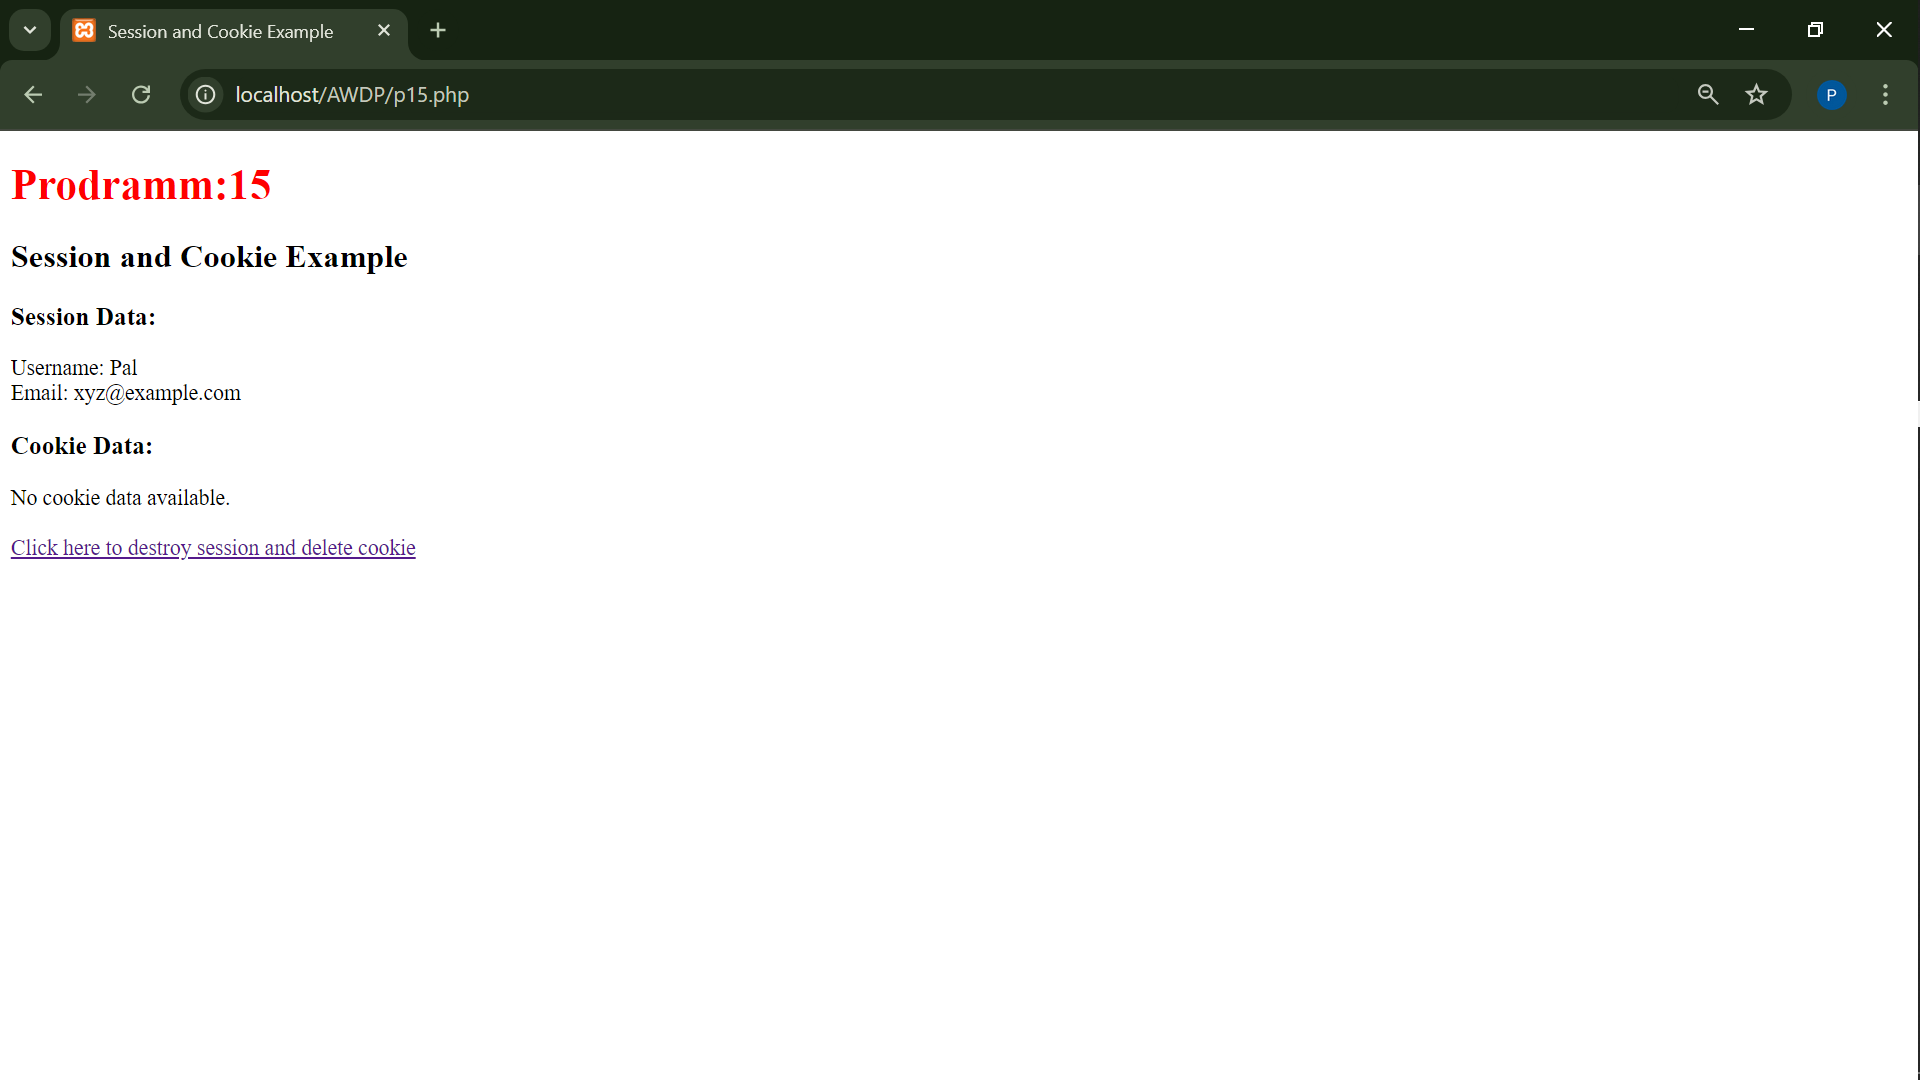 Session and Cookie Example
localhost/AWDP/p15.php
P
Prodramm:15
Session and Cookie Example
Session Data:
Username: Pal
Email: xyz@example.com
Cookie Data:
No cookie data available.
Click here to destroy session and delete cookie